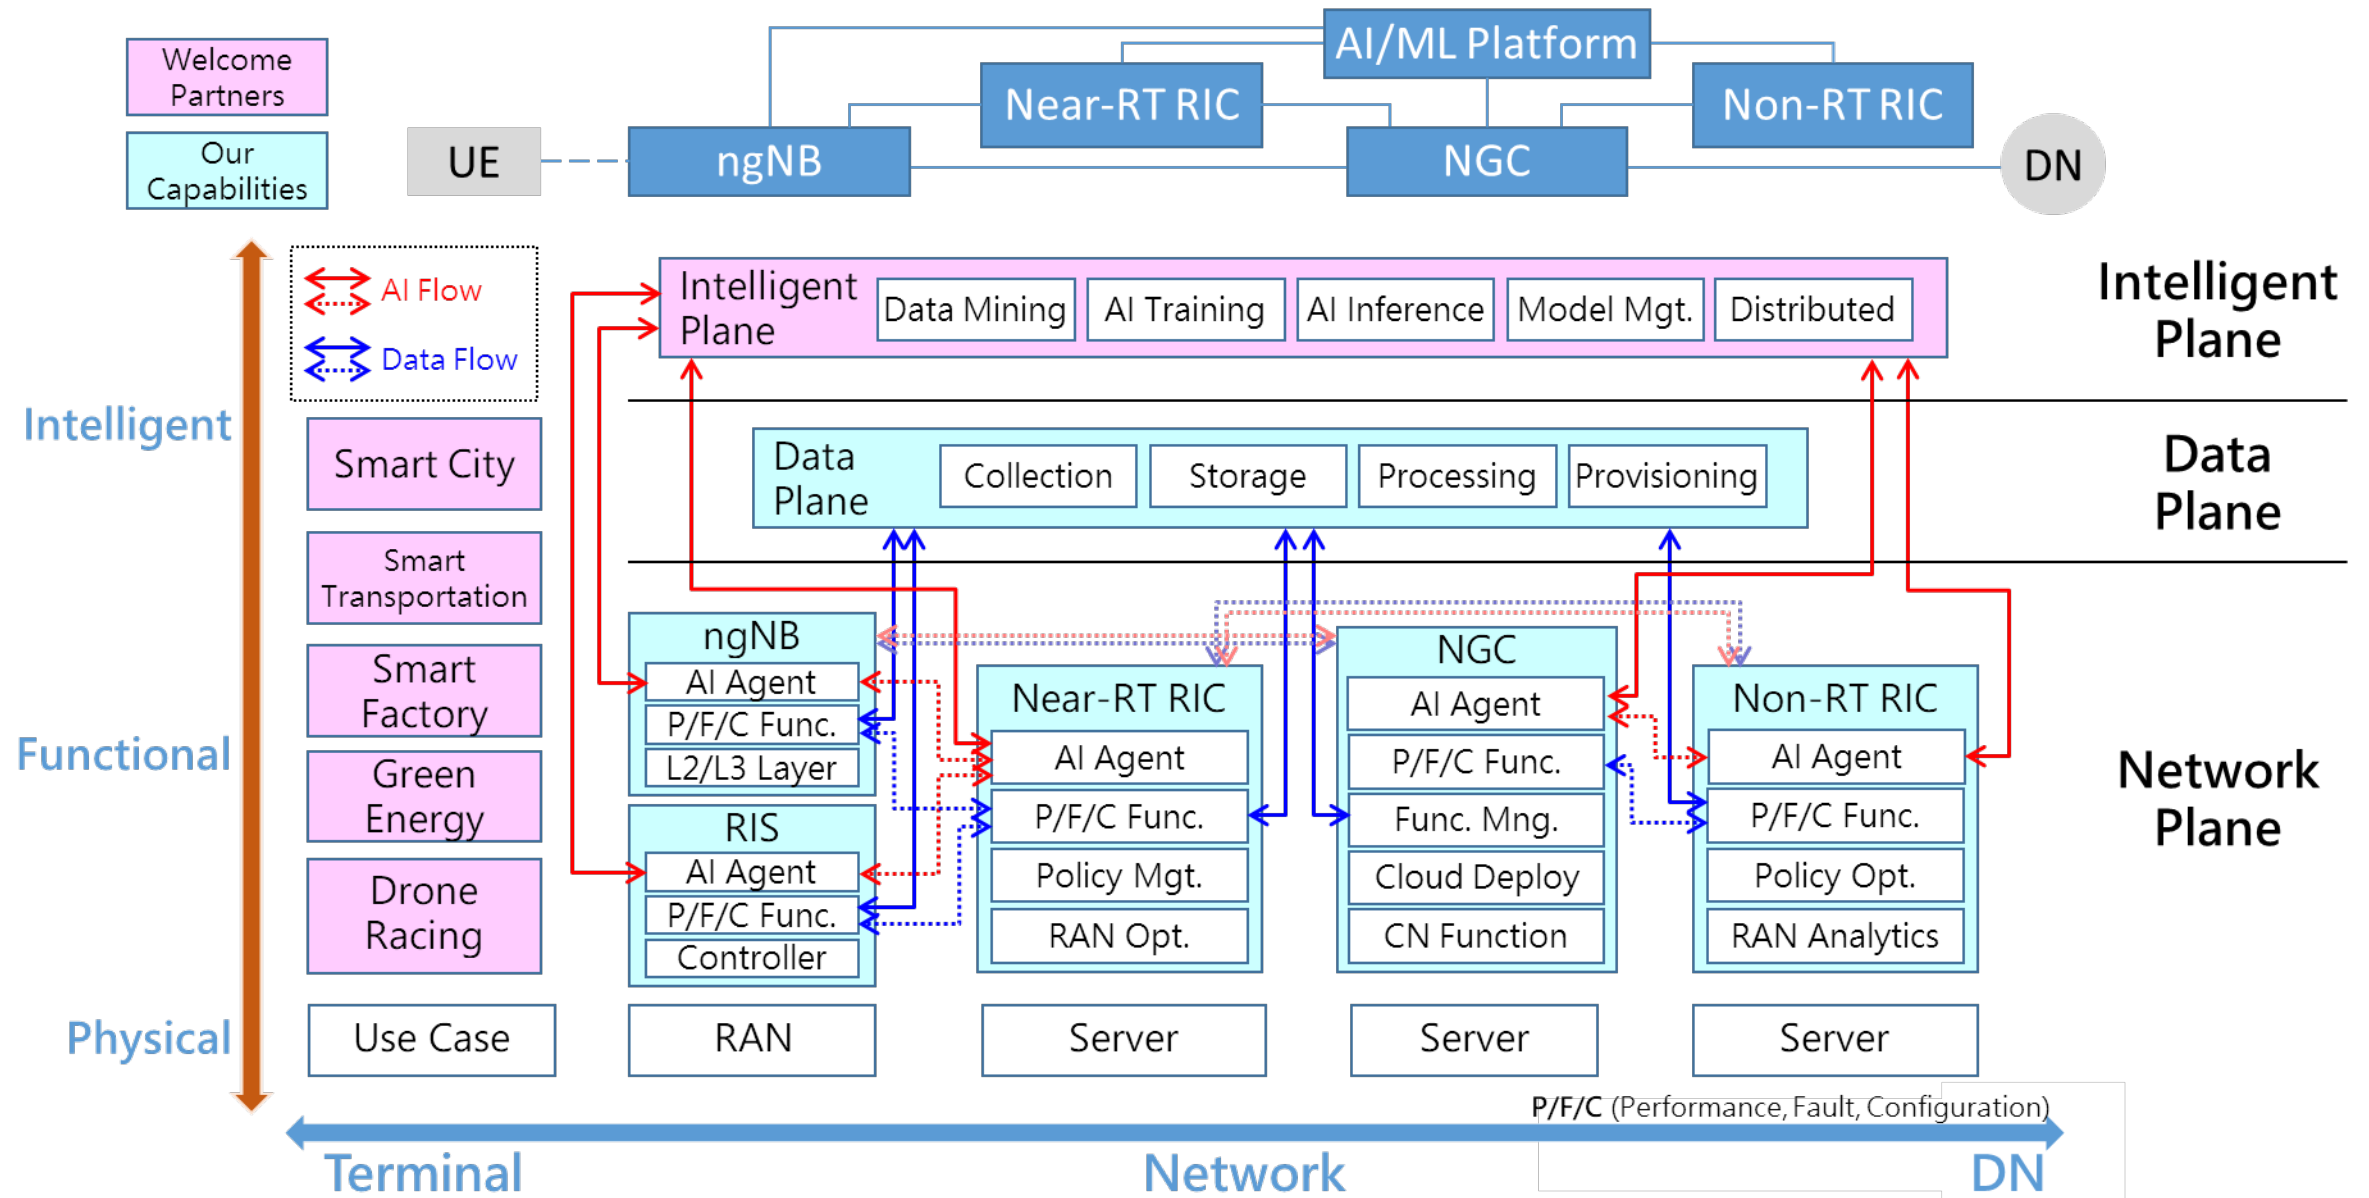 Welcome
Partners
Our
Capabilities
AI/ML Platform
Near-RT RIC
Non-RT RIC
UE
ngNB
NGC
DN
AI Flow
Data Flow
Intelligent
Plane
Data Mining
AI Training
AI Inference
Model Mgt.
Distributed
Intelligent
Plane
Intelligent
Functional
Physical
Smart City
Smart
Transportation
Smart
Factory
Green
Energy
Drone
Racing
Use Case
Data
Plane
Collection
Storage
Processing
Provisioning
Data
Plane
ngNB
AI Agent
P/F/C Func.
L2/L3 Layer
RIS
AI Agent
P/F/C Func.
Controller
RAN
Near-RT RIC
AI Agent
P/F/C Func.
Policy Mgt.
RAN Opt.
Server
NGC
AI Agent
P/F/C Func.
Func. Mng.
Cloud Deploy
CN Function
Server
Non-RT RIC
AI Agent
P/F/C Func.
Policy Opt.
RAN Analytics
Server
Network
Plane
P/F/C (Performance, Fault, Configuration)
Terminal
Network
DN